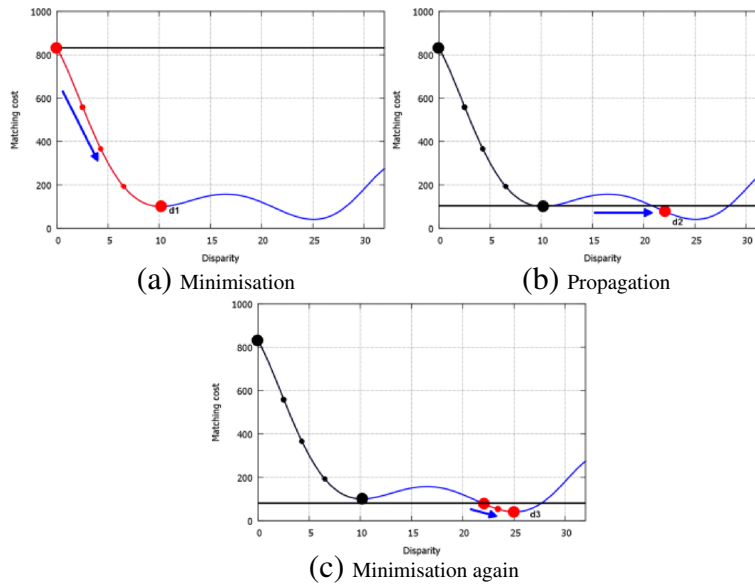 1000
800
600
400
200
0
Matching cost
d1
0 5 10 15 20 25 30
Disparity
(a) Minimisation
1000
800
600
400
200
0
Matching cost
d2
0 5 10 15 20 25 30
Disparity
(b) Propagation
1000
800
600
400
200
0
Matching cost
d3
0 5 10 15 20 25 30
Disparity
(c) Minimisation again